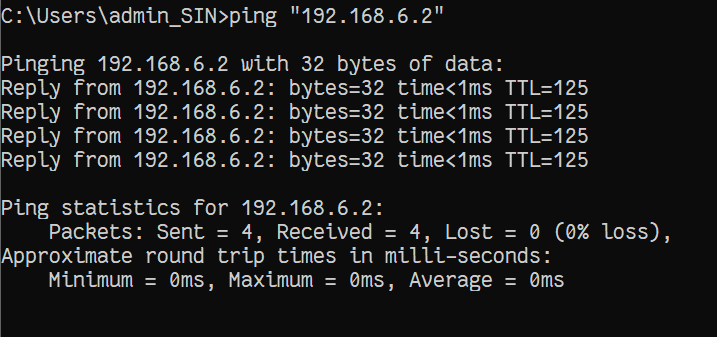 C:\Users\admin_SIN>ping "192.168.6.2"
Pinging 192.168.6.2 with 32 bytes of data:
Reply from 192.168.6.2: bytes=32 time<1ms TTL=125
Reply from 192.168.6.2: bytes=32 time<1ms TTL=125
Reply from 192.168.6.2: bytes=32 time<1ms TTL=125
Reply from 192.168.6.2: bytes=32 time<1ms TTL=125
Ping statistics for 192.168.6.2:
Packets: Sent = 4, Received = 4, Lost = 0 (0% loss),
Approximate round trip times in milli-seconds:
Minimum = 0ms, Maximum = 0ms, Average = 0ms